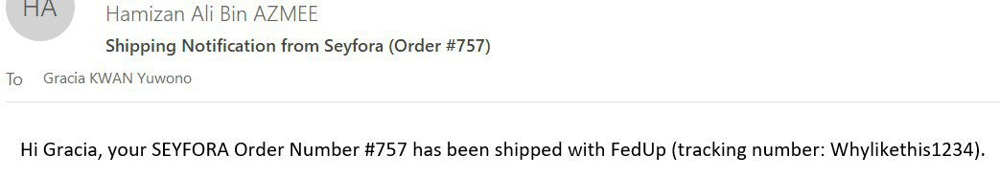 HA
Hamizan Ali Bin AZMEE
Shipping Notification from Seyfora (Order #757)
To Gracia KWAN Yuwono
Hi Gracia, your SEYFORA Order Number #757 has been shipped with FedUp (tracking number: Whylikethis1234).